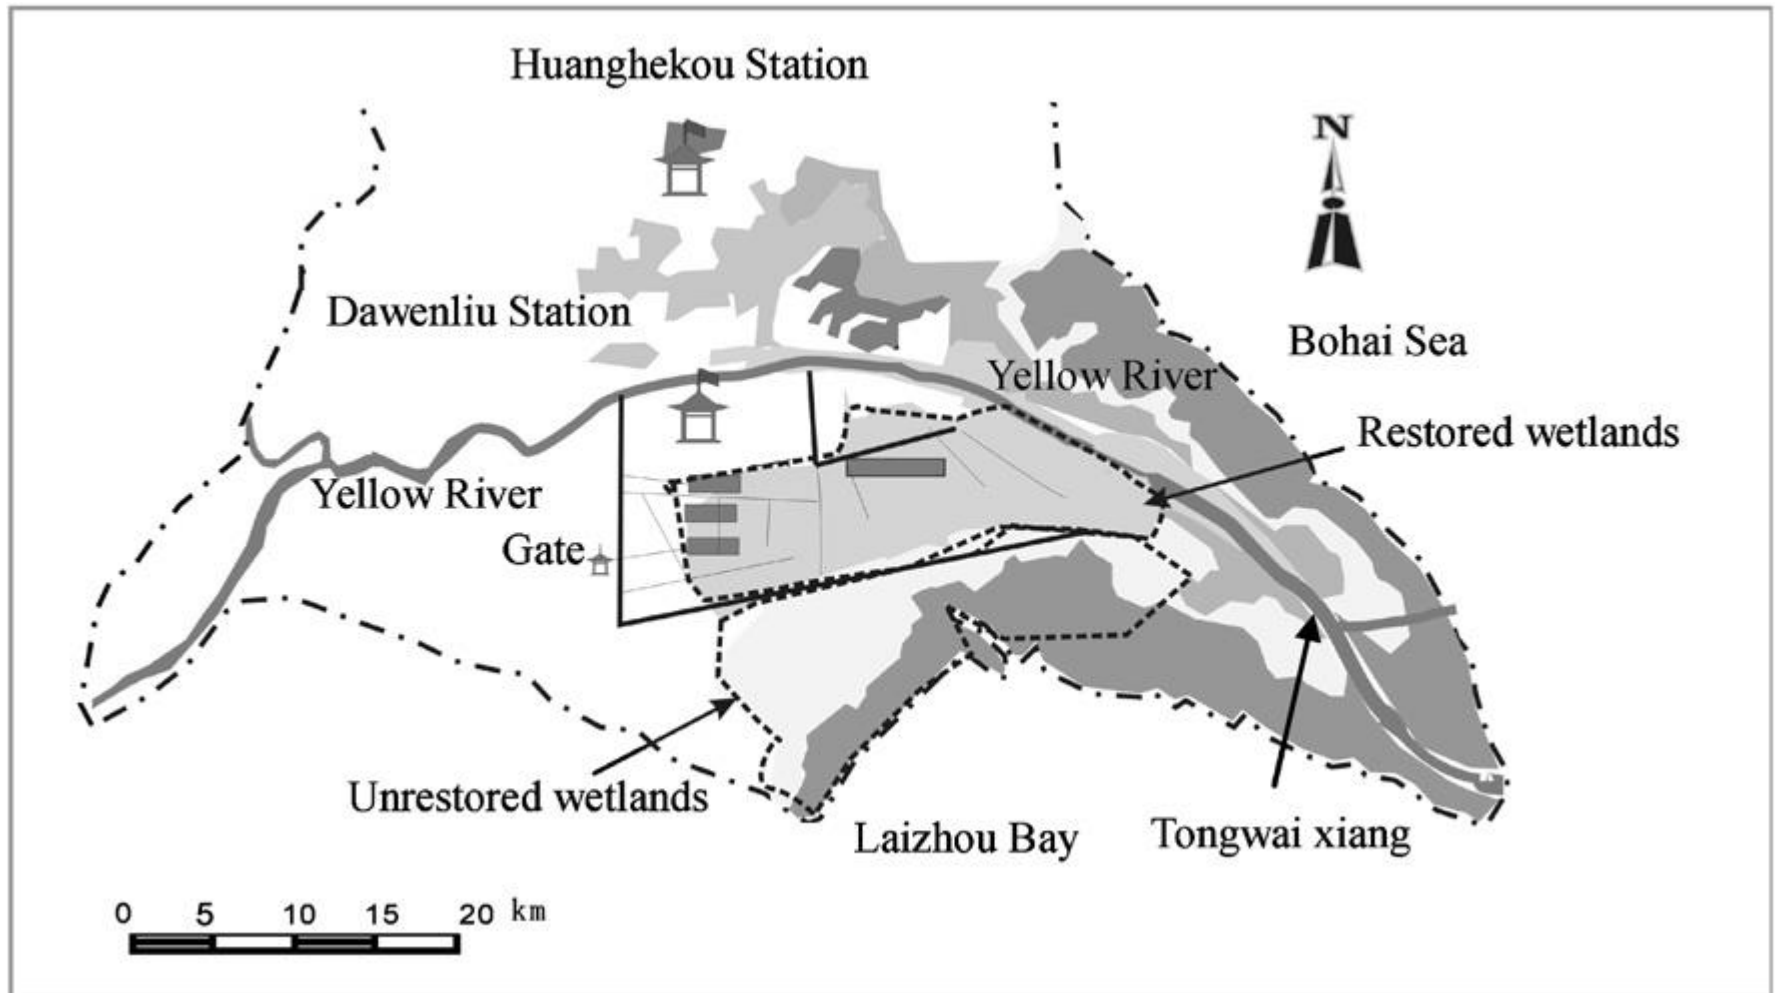 Huanghekou Station
N
Dawenliu Station
Bohai Sea
Yellow River
Restored wetlands
Yellow River
Gate
Unrestored wetlands
Laizhou Bay
Tongwai xiang
0 5 10 15 20 km